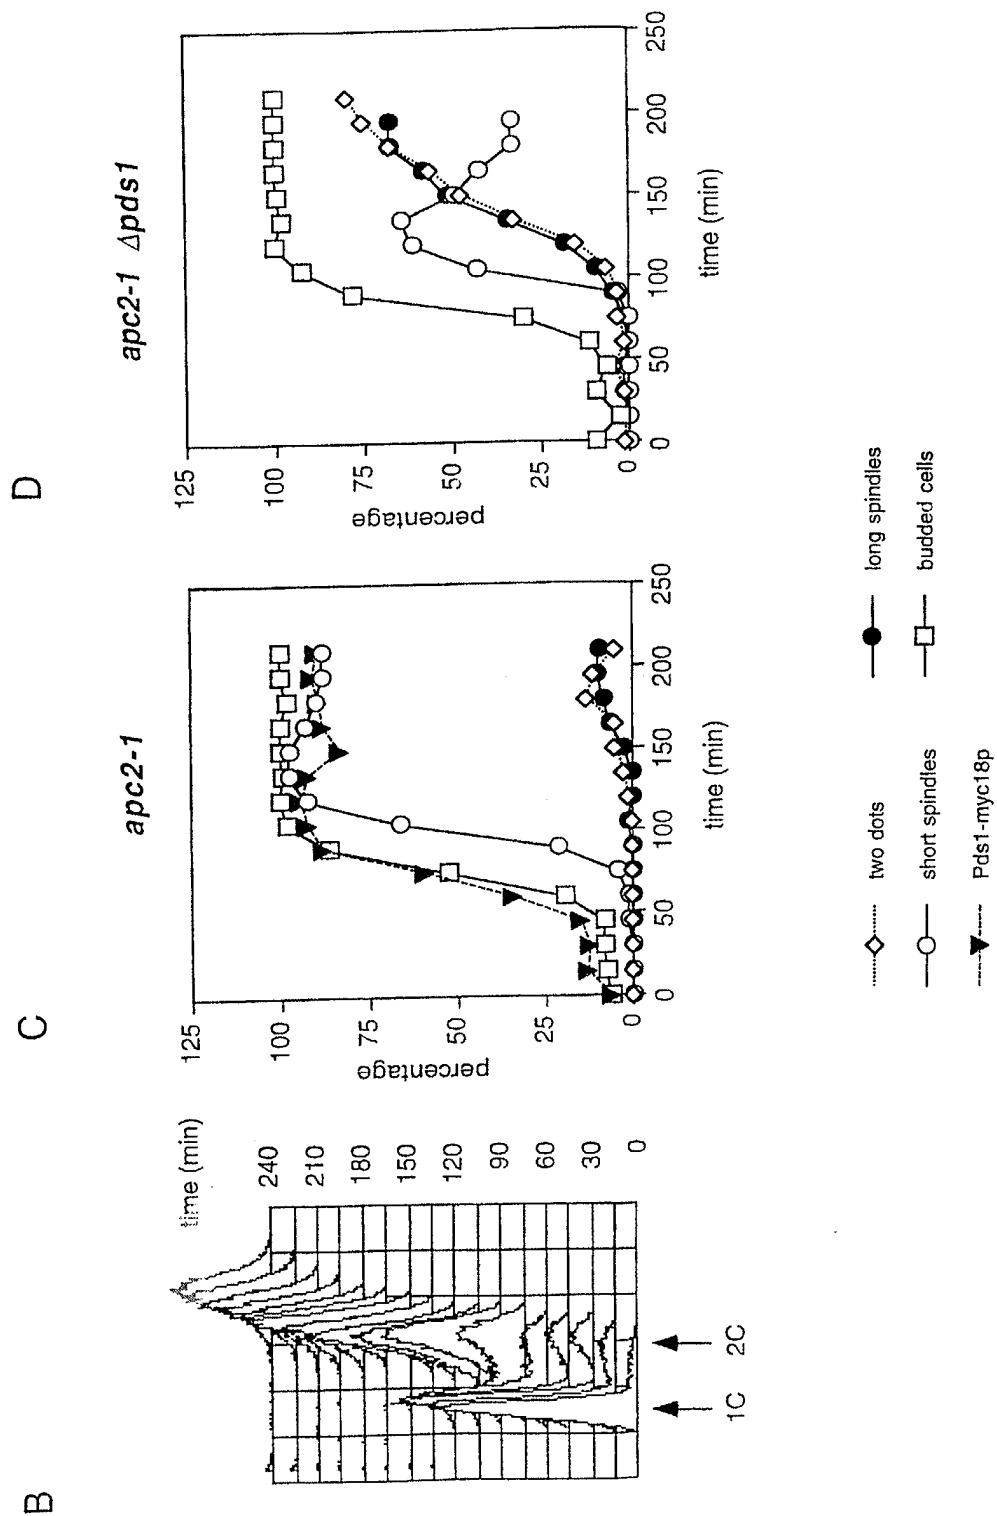 B
time (min)
240
210
180
150
120
90
60
30
0
1C
2C
C
apc2-1
percentage
125
100
75
50
25
0
0
50
100
150
200
250
time (min)
D
apc2-1 Δpds1
percentage
125
100
75
50
25
0
0
50
100
150
200
250
time (min)
two dots
long spindles
short spindles
budded cells
Pds1-myc18p